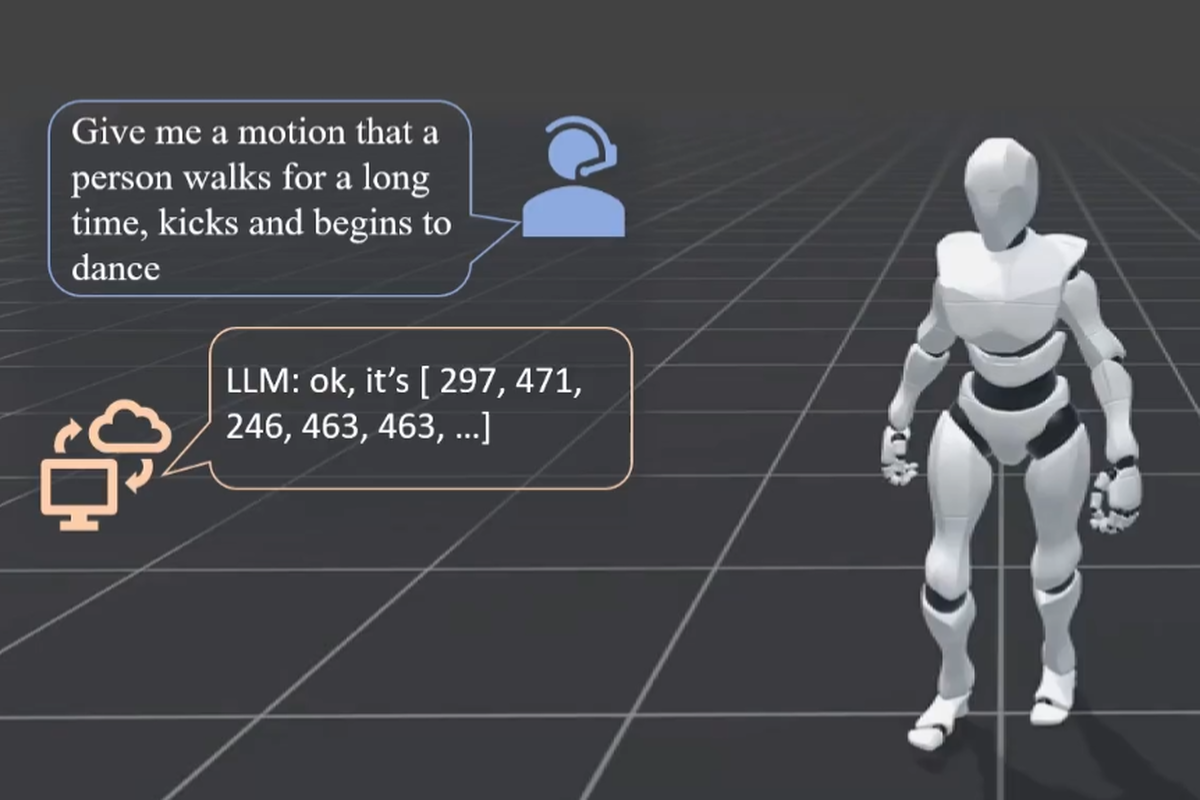 Give me a motion that a
person walks for a long
time, kicks and begins to
dance
LLM: ok, it’s [ 297, 471,
246, 463, 463, ...]